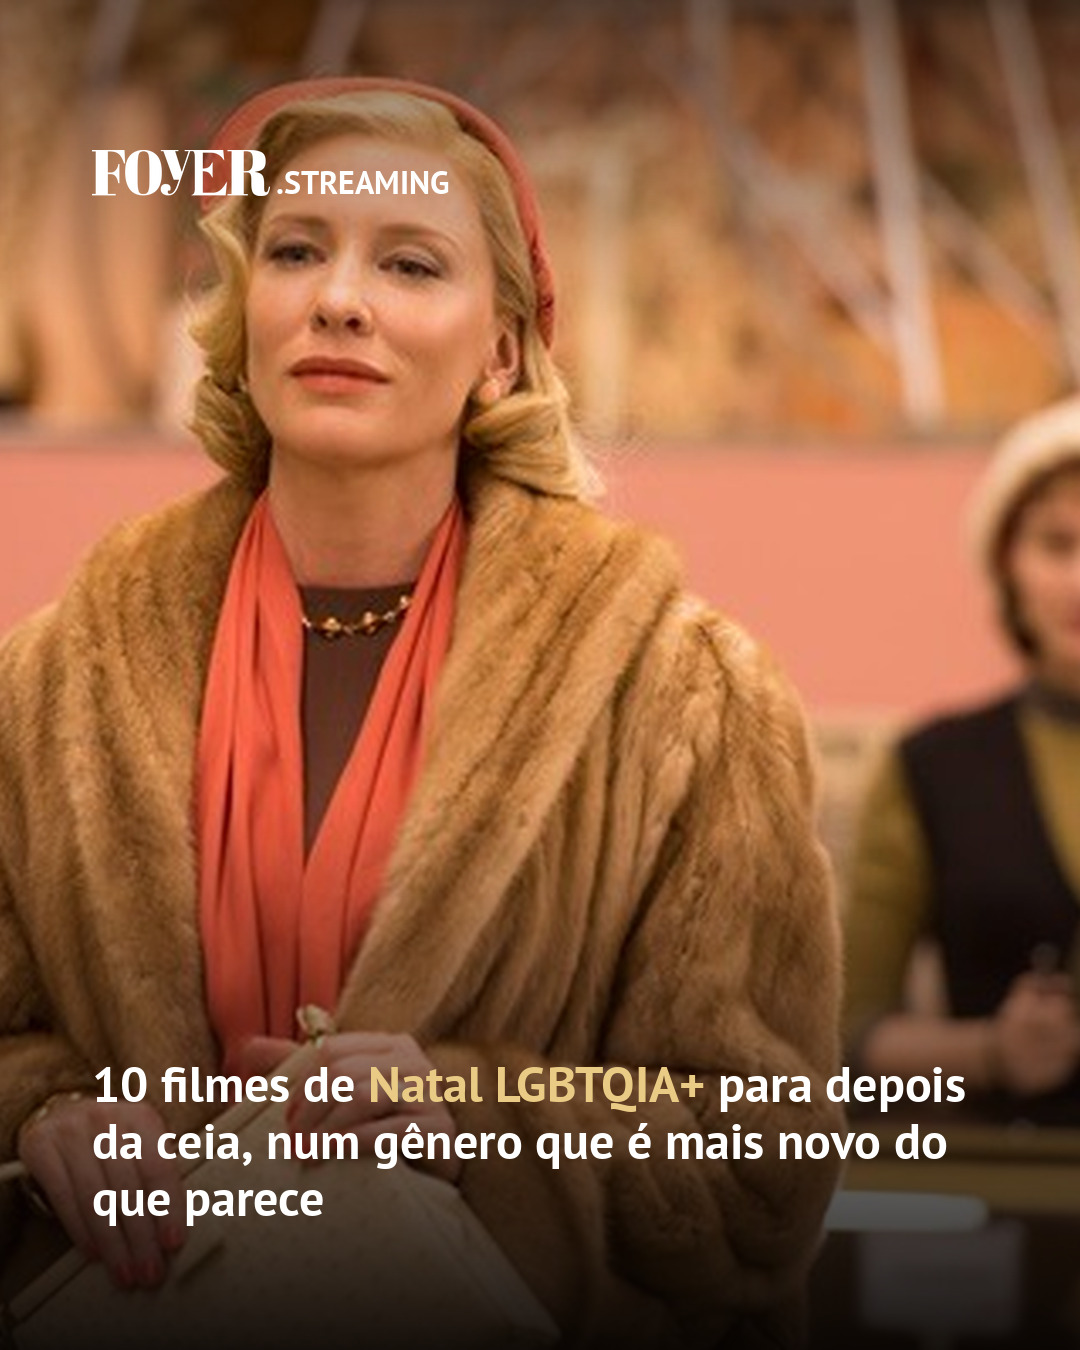 FOYER.STREAMING
10 filmes de Natal LGBTQIA+ para depois
da ceia, num gênero que é mais novo do
que parece